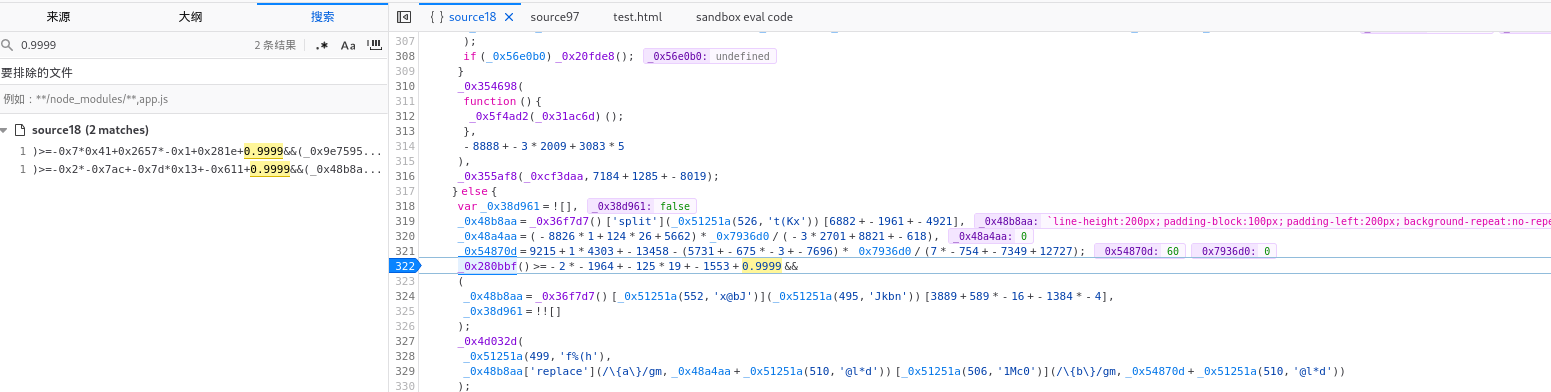 来源 大纲 搜索
0.9999 2 条结果 .* Aa
要排除的文件
例如：**/node_modules/**,app.js
source18 (2 matches)
1 )>=-0x7*0x41+0x2657*-0x1+0x281e+0.9999&&(_0x9e7595...
1 )>=-0x2*-0x7ac+-0x7d*0x13+-0x611+0.9999&&(_0x48b8a...
{ } source18 source97 test.html sandbox eval code
307 );
308 if (_0x56e0b0) _0x20fde8(); _0x56e0b0: undefined
309 }
310 _0x354698(
311 function () {
312 _0x5f4ad2(_0x31ac6d) ();
313 },
314 - 8888 + - 3 * 2009 + 3083 * 5
315 ),
316 _0x355af8(_0xcf3daa, 7184 + 1285 + - 8019);
317 } else {
318 var _0x38d961 = ![], _0x38d961: false
319 _0x48b8aa = _0x36f7d7() ['split'](_0x51251a(526, 't(Kx')) [6882 + - 1961 + - 4921], _0x48b8aa: `line-height:200px; padding-block:100px; padding-left:200px; background-repeat:no-repe
320 _0x48a4aa = ( - 8826 * 1 + 124 * 26 + 5662) * _0x7936d0 / ( - 3 * 2701 + 8821 + - 618), _0x48a4aa: 0
321 _0x54870d = 9215 + 1 * 4303 + - 13458 - (5731 + - 675 * - 3 + - 7696) * _0x7936d0 / (7 * - 754 + - 7349 + 12727); _0x54870d: 60 _0x7936d0: 0
322 _0x280bbf() >= - 2 * - 1964 + - 125 * 19 + - 1553 + 0.9999 &&
323 (
324 _0x48b8aa = _0x36f7d7() [_0x51251a(552, 'x@bJ')](_0x51251a(495, 'Jkbn')) [3889 + 589 * - 16 + - 1384 * - 4],
325 _0x38d961 = !![]
326 );
327 _0x4d032d(
328 _0x51251a(499, 'f%(h'),
329 _0x48b8aa['replace'](/\{a\}/gm, _0x48a4aa + _0x51251a(510, '@l*d')) [_0x51251a(506, '1Mc0')](/\{b\}/gm, _0x54870d + _0x51251a(510, '@l*d'))
330 );